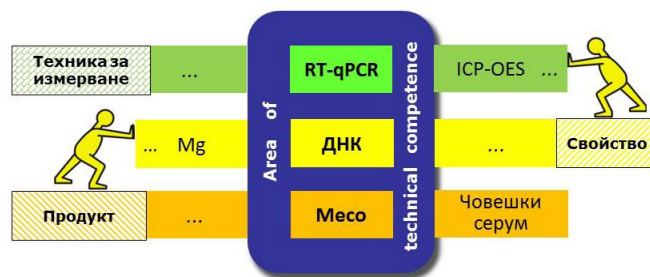 Техника за
измерване
...
RT-qPCR
ICP-OES ...
... Mg
ДНК
...
Свойство
Продукт
...
Месо
Човешки
серум
Area of
technical competence